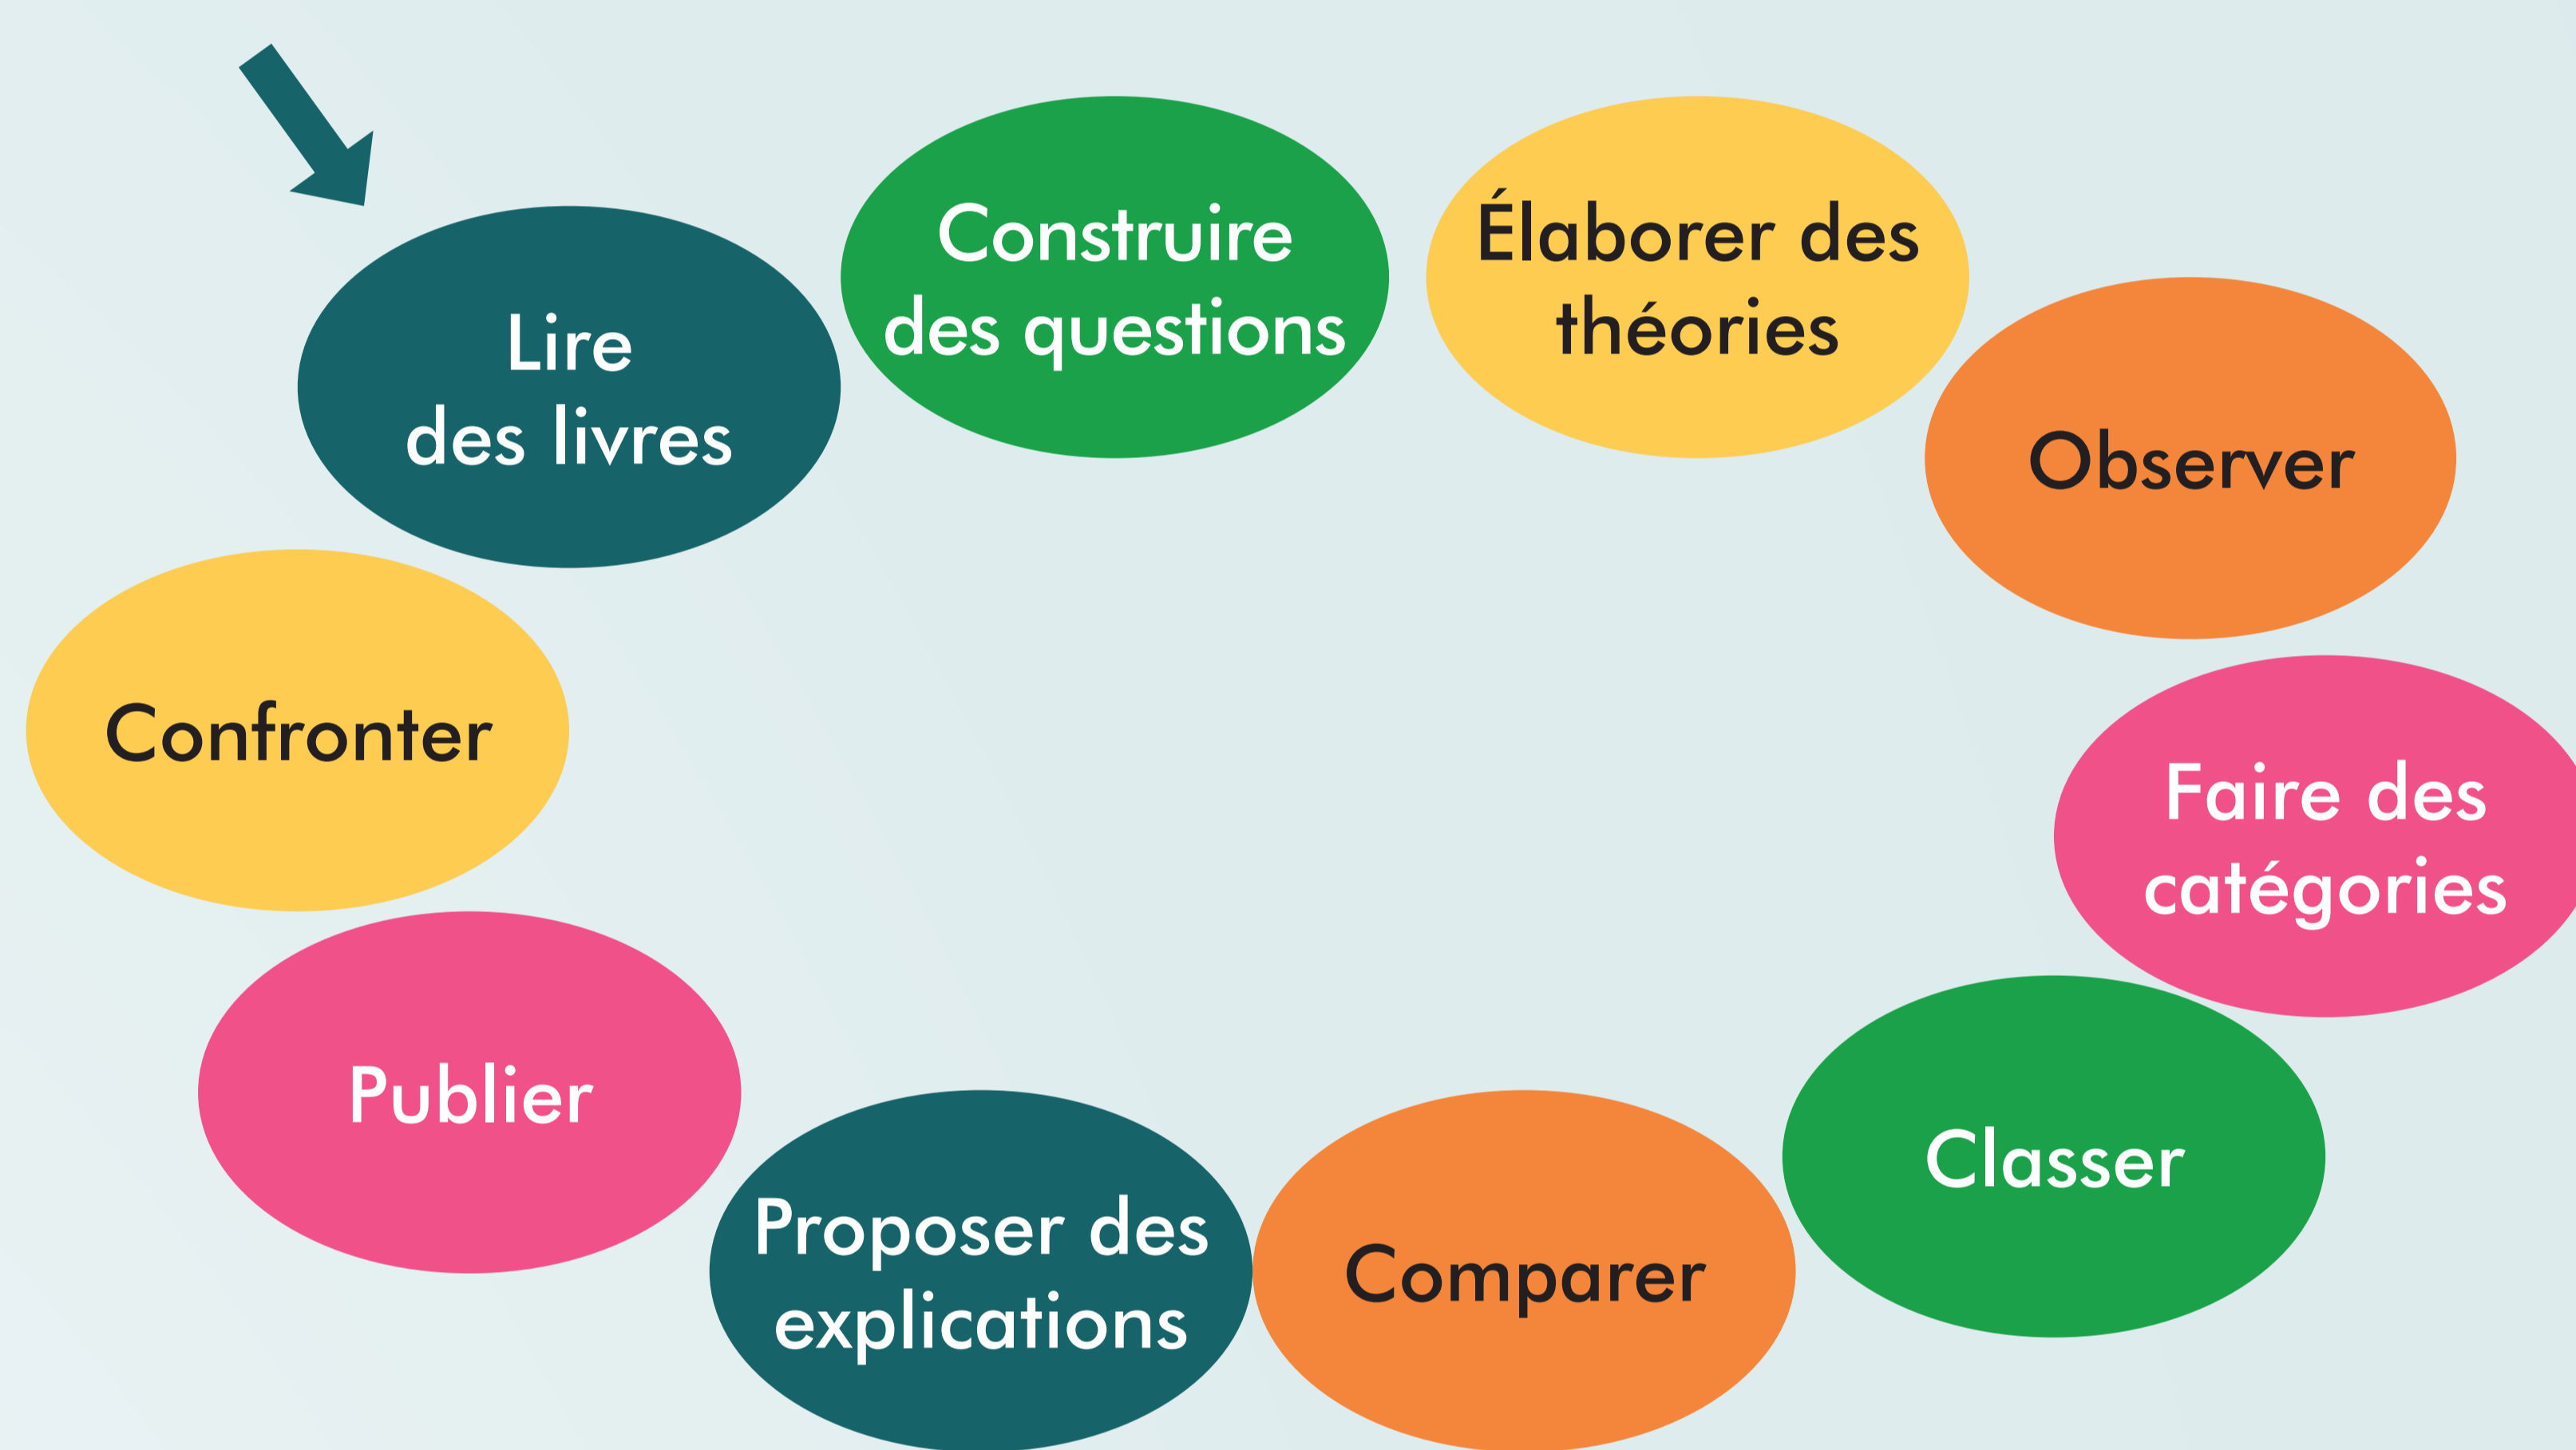 Lire
des livres
Construire
des questions
Élaborer des
théories
Observer
Faire des
catégories
Classer
Comparer
Proposer des
explications
Publier
Confronter